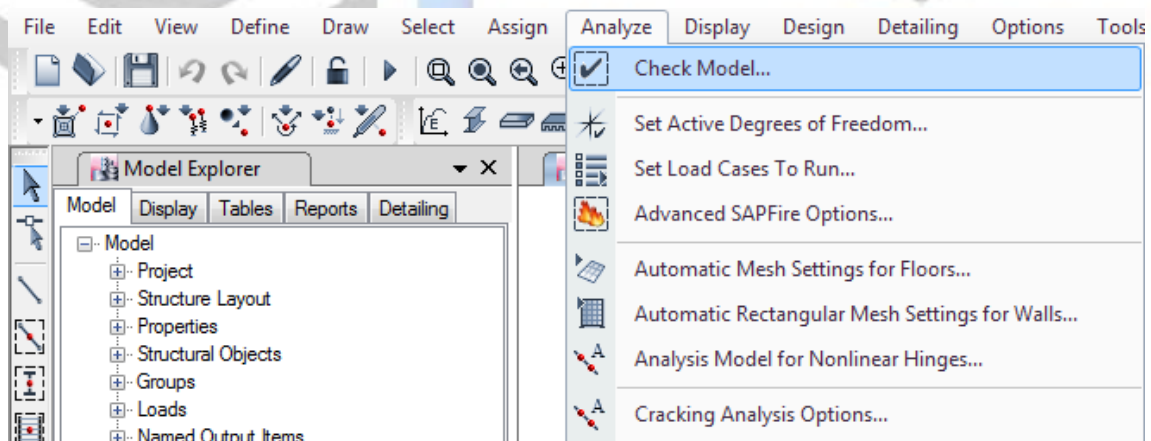 File Edit View Define Draw Select Assign Analyze Display Design Detailing Options Tools
Check Model...
Set Active Degrees of Freedom...
Set Load Cases To Run...
Advanced SAPFire Options...
Automatic Mesh Settings for Floors...
Automatic Rectangular Mesh Settings for Walls...
Analysis Model for Nonlinear Hinges...
Cracking Analysis Options...
Model Explorer
Model Display Tables Reports Detailing
Model
Project
Structure Layout
Properties
Structural Objects
Groups
Loads
Named Output Items